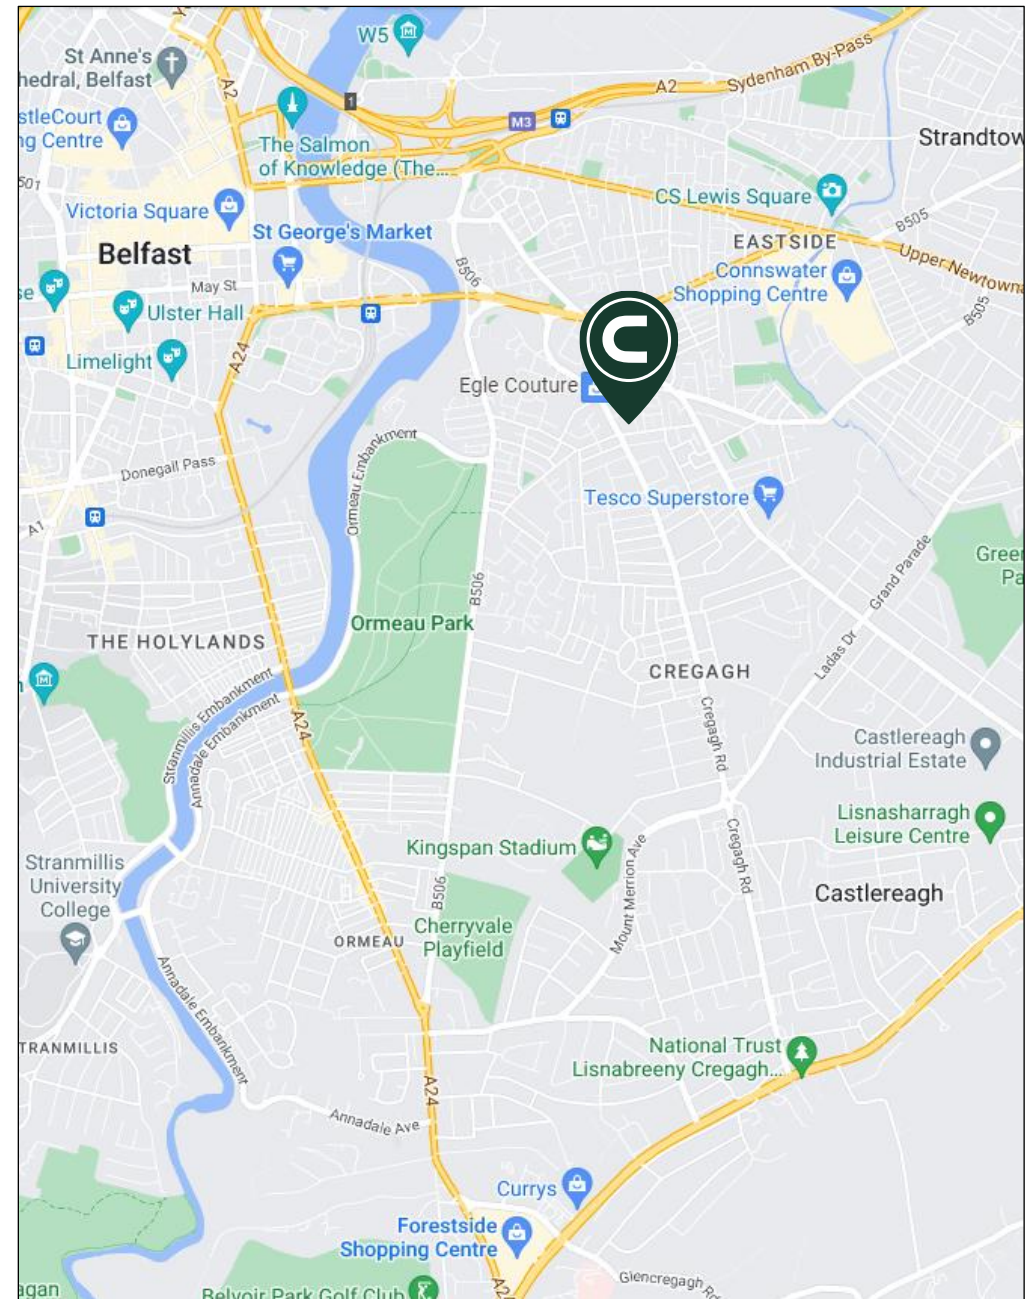 W5
St Anne's
hedral, Belfast
A2
1
A2
Sydenham By-Pass
M3
stleCourt
ng Centre
The Salmon
of Knowledge (The...
Strandtow
501
CS Lewis Square
Victoria Square
B505
St George's Market
EASTSIDE
Belfast
Upper Newtowna
B506
Connswater
Shopping Centre
May St
se
B505
Ulster Hall
C
Limelight
A24
Egle Couture
Ormeau Embankment
Donegall Pass
Tesco Superstore
A1
Grand Parade
Green
Pa
B506
Ormeau Park
THE HOLYLANDS
Ladas Dr
CREGAGH
Stranmillis Embankment
Annadale Embankment
A24
Cregagh Rd
Castlereagh
Industrial Estate
Lisnasharragh
Leisure Centre
Kingspan Stadium
Mount Merrion Ave
Cregagh Rd
Stranmillis
University
College
B506
Castlereagh
Cherryvale
Playfield
ORMEAU
Annadale Embankment
TRANMILLIS
National Trust
Lisnabreeny Cregagh...
A24
Annadale Ave
Currys
Forestside
Shopping Centre
Glencregagh Rd
agan
Belvoir Park Golf Club
A24